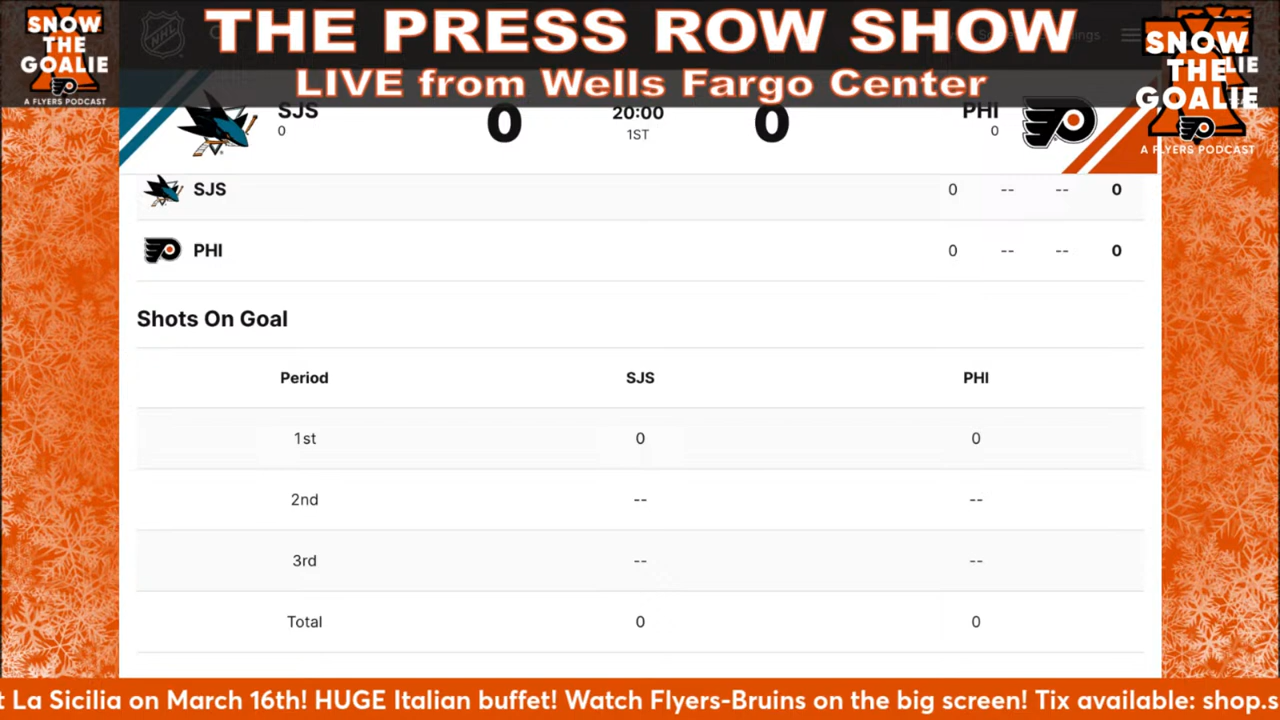 THE PRESS ROW SHOW
LIVE from Wells Fargo Center
SNOW
THE
GOALIE
A FLYERS PODCAST
SNOW
THE
GOALIE
A FLYERS PODCAST
NHL
SJS
0
0
20:00
1ST
0
PHI
0
SJS 0 -- -- 0
PHI 0 -- -- 0
Shots On Goal
Period SJS PHI
1st 0 0
2nd -- --
3rd -- --
Total 0 0
La Sicilia on March 16th! HUGE Italian buffet! Watch Flyers-Bruins on the big screen! Tix available: shop.s